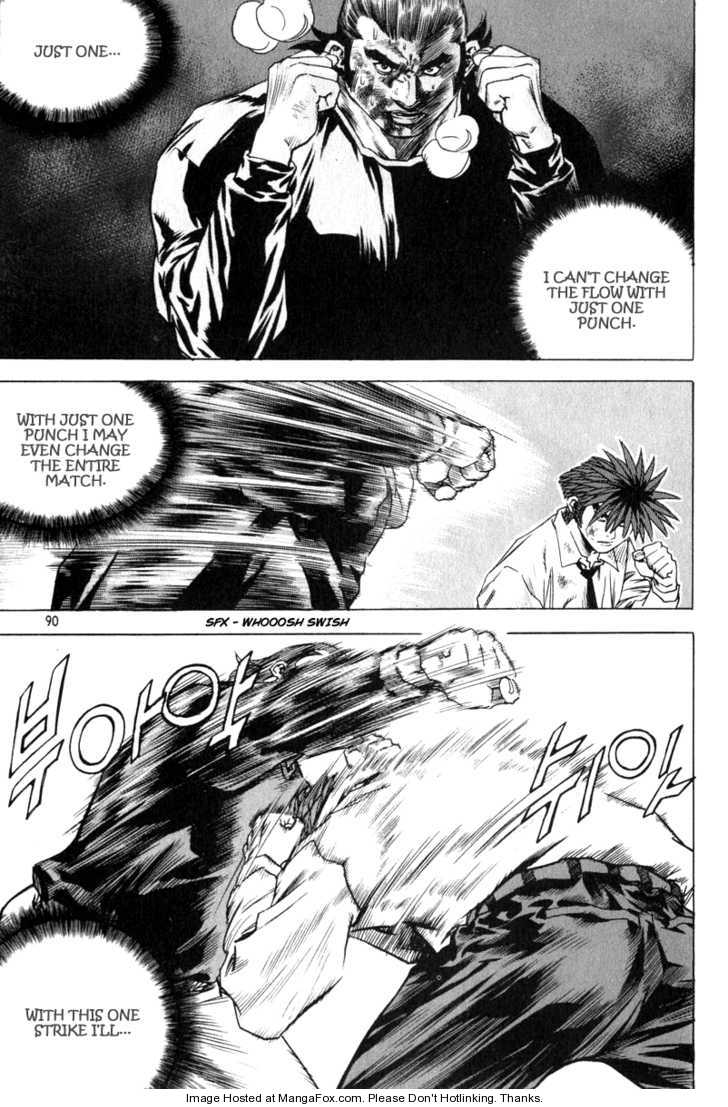 JUST ONE...
I CAN'T CHANGE
THE FLOW WITH
JUST ONE
PUNCH.
WITH JUST ONE
PUNCH I MAY
EVEN CHANGE
THE ENTIRE
MATCH.
90
SFX - WHOOOSH SWISH
부아아
쉬아
WITH THIS ONE
STRIKE I'LL...
Image Hosted at MangaFox.com. Please Don't Hotlinking. Thanks.